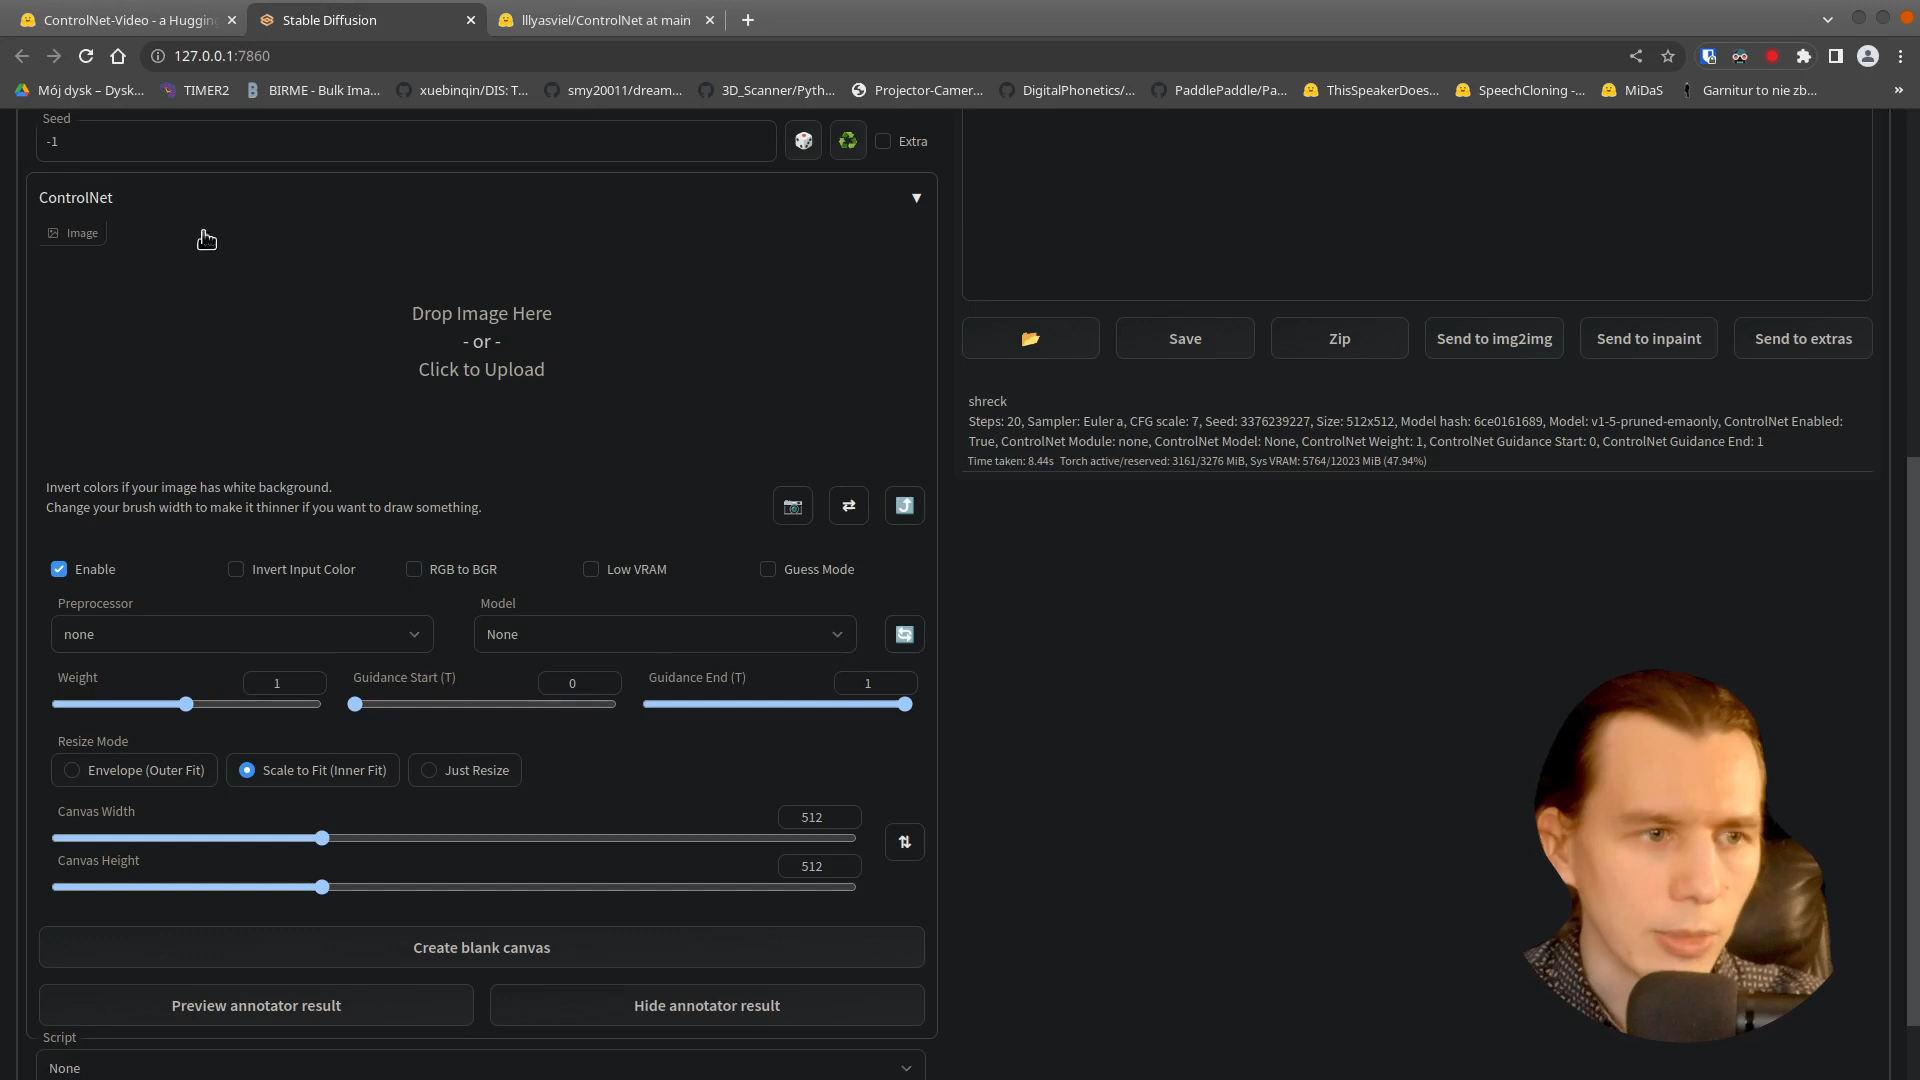 ControlNet-Video - a Hugging
Stable Diffusion
lllyasviel/ControlNet at main
127.0.0.1:7860
Mój dysk – Dysk...
TIMER2
BIRME - Bulk Ima...
xuebinqin/DIS: T...
smy20011/dream...
3D_Scanner/Pyth...
Projector-Camer...
DigitalPhonetics/...
PaddlePaddle/Pa...
ThisSpeakerDoes...
SpeechCloning -...
MiDaS
Garnitur to nie zb...
»
Seed
-1
Extra
ControlNet
Image
Drop Image Here
- or -
Click to Upload
Invert colors if your image has white background.
Change your brush width to make it thinner if you want to draw something.
Enable
Invert Input Color
RGB to BGR
Low VRAM
Guess Mode
Preprocessor
none
Model
None
Weight
1
Guidance Start (T)
0
Guidance End (T)
1
Resize Mode
Envelope (Outer Fit)
Scale to Fit (Inner Fit)
Just Resize
Canvas Width
512
Canvas Height
512
Create blank canvas
Preview annotator result
Hide annotator result
Script
None
Save
Zip
Send to img2img
Send to inpaint
Send to extras
shreck
Steps: 20, Sampler: Euler a, CFG scale: 7, Seed: 3376239227, Size: 512x512, Model hash: 6ce0161689, Model: v1-5-pruned-emaonly, ControlNet Enabled:
True, ControlNet Module: none, ControlNet Model: None, ControlNet Weight: 1, ControlNet Guidance Start: 0, ControlNet Guidance End: 1
Time taken: 8.44s Torch active/reserved: 3161/3276 MiB, Sys VRAM: 5764/12023 MiB (47.94%)